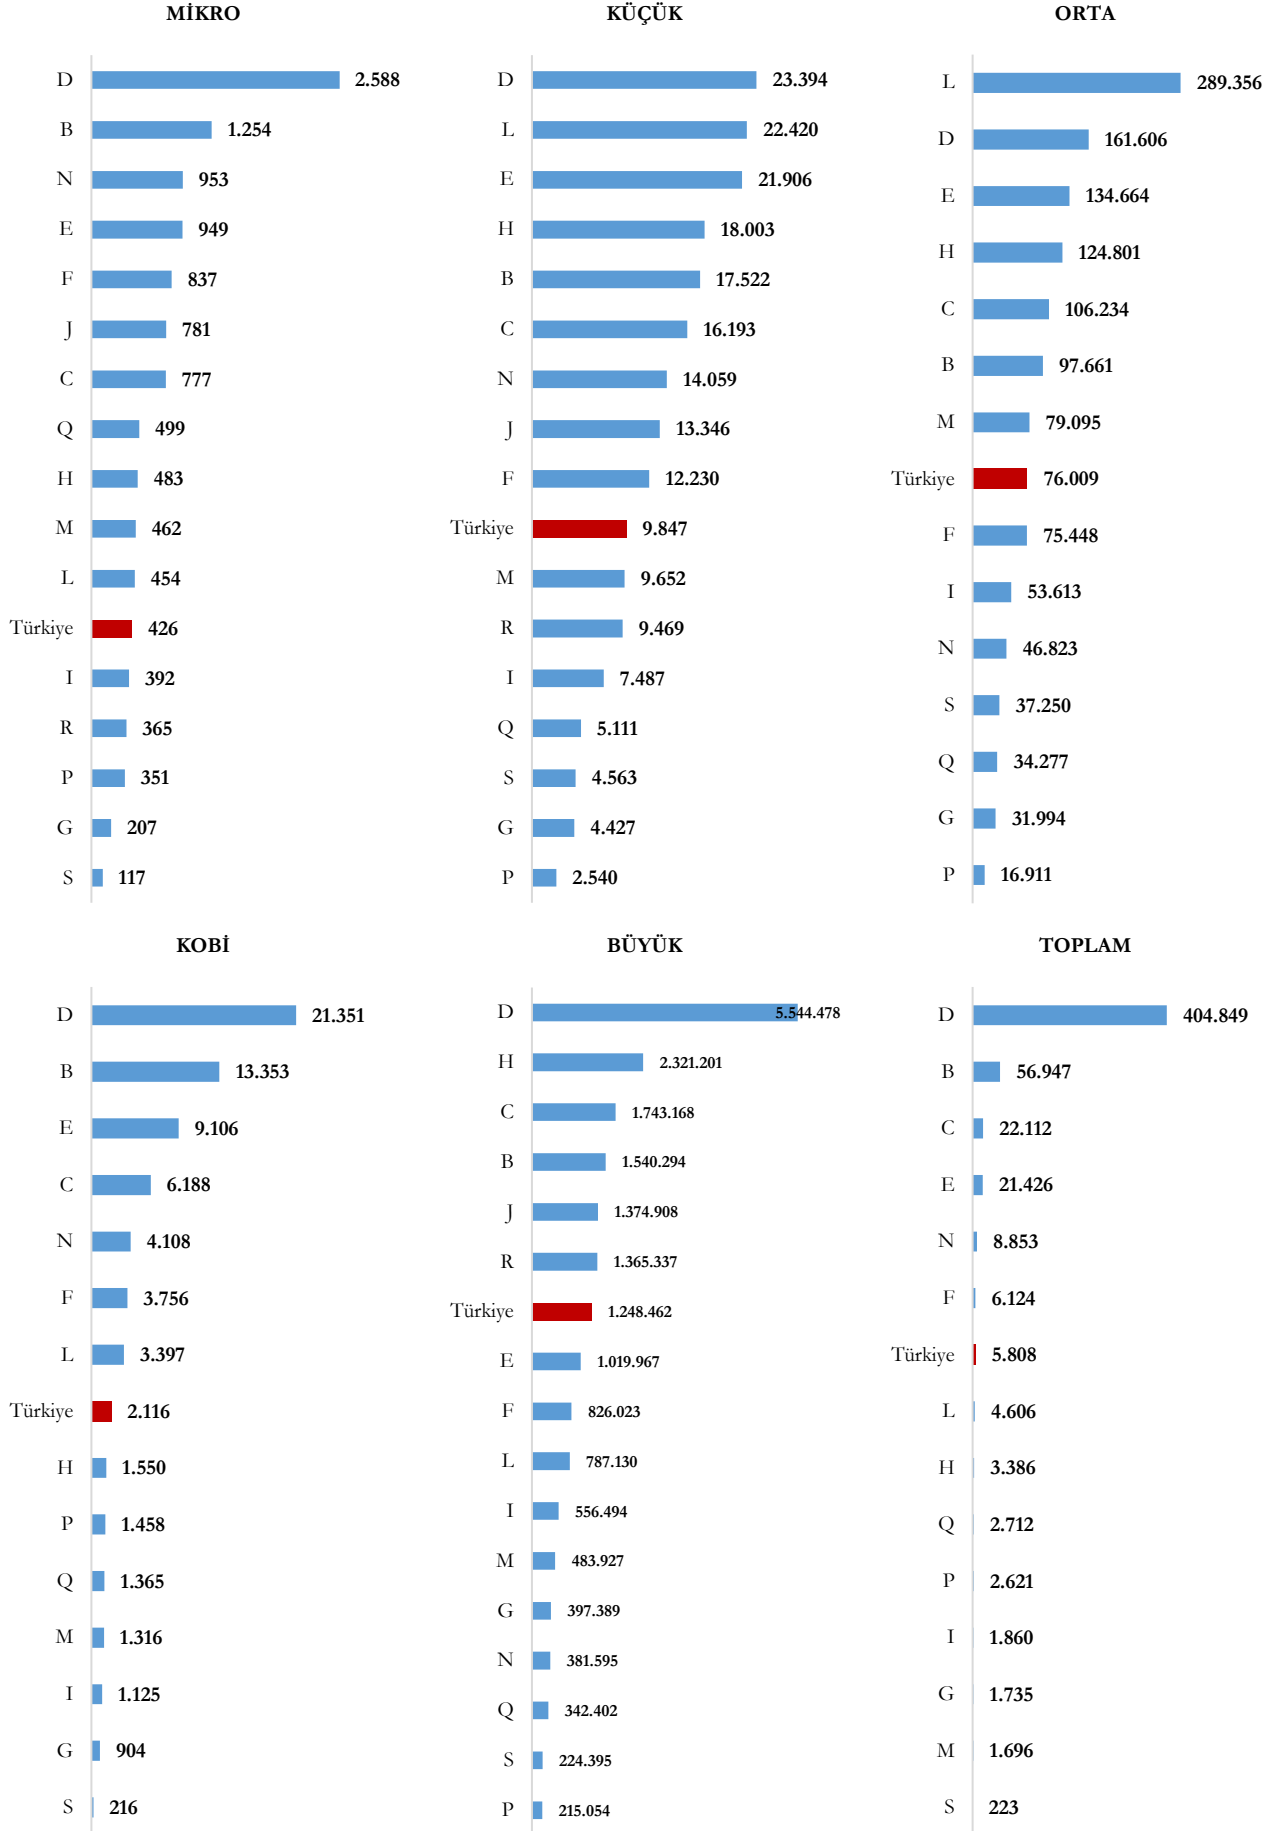 MİKRO
D 2.588
B 1.254
N 953
E 949
F 837
J 781
C 777
Q 499
H 483
M 462
L 454
Türkiye 426
I 392
R 365
P 351
G 207
S 117
KÜÇÜK
D 23.394
L 22.420
E 21.906
H 18.003
B 17.522
C 16.193
N 14.059
J 13.346
F 12.230
Türkiye 9.847
M 9.652
R 9.469
I 7.487
Q 5.111
S 4.563
G 4.427
P 2.540
ORTA
L 289.356
D 161.606
E 134.664
H 124.801
C 106.234
B 97.661
M 79.095
Türkiye 76.009
F 75.448
I 53.613
N 46.823
S 37.250
Q 34.277
G 31.994
P 16.911
KOBİ
D 21.351
B 13.353
E 9.106
C 6.188
N 4.108
F 3.756
L 3.397
Türkiye 2.116
H 1.550
P 1.458
Q 1.365
M 1.316
I 1.125
G 904
S 216
BÜYÜK
D 5.544.478
H 2.321.201
C 1.743.168
B 1.540.294
J 1.374.908
R 1.365.337
Türkiye 1.248.462
E 1.019.967
F 826.023
L 787.130
I 556.494
M 483.927
G 397.389
N 381.595
Q 342.402
S 224.395
P 215.054
TOPLAM
D 404.849
B 56.947
C 22.112
E 21.426
N 8.853
F 6.124
Türkiye 5.808
L 4.606
H 3.386
Q 2.712
P 2.621
I 1.860
G 1.735
M 1.696
S 223